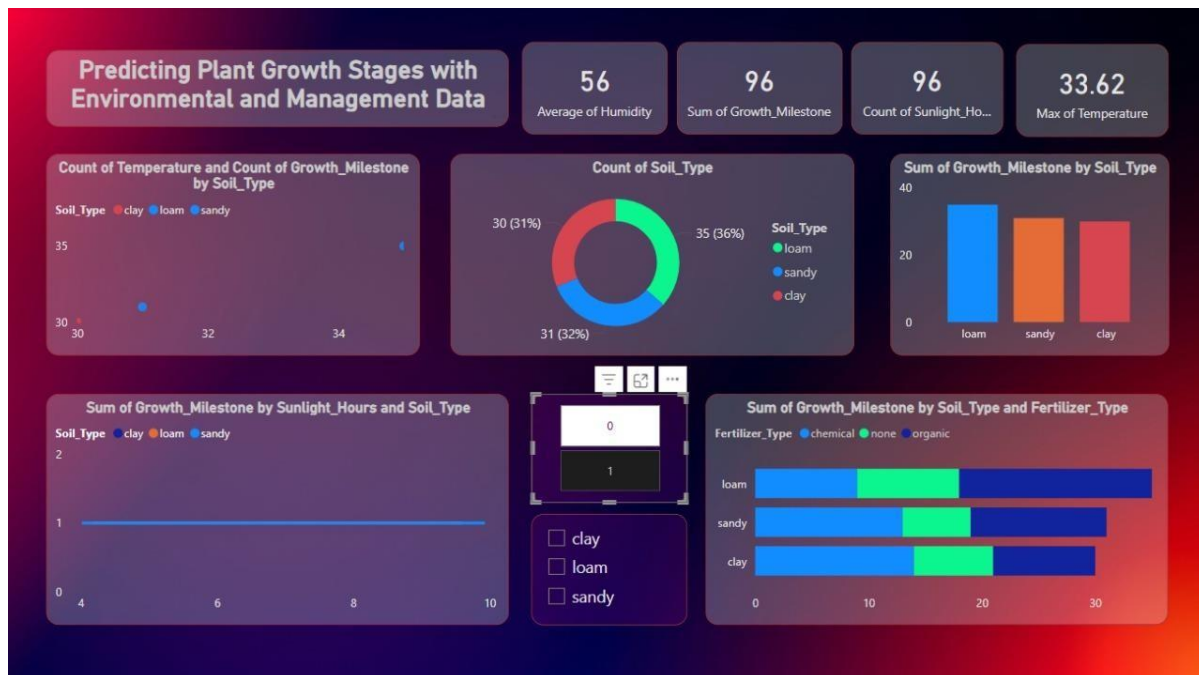 Predicting Plant Growth Stages with
Environmental and Management Data
56
Average of Humidity
96
Sum of Growth_Milestone
96
Count of Sunlight_Ho...
33.62
Max of Temperature
Count of Temperature and Count of Growth_Milestone
by Soil_Type
Soil_Type clay loam sandy
35
30
30 32 34
Count of Soil_Type
30 (31%)
35 (36%)
31 (32%)
Soil_Type
loam
sandy
clay
Sum of Growth_Milestone by Soil_Type
40
20
0
loam sandy clay
Sum of Growth_Milestone by Sunlight_Hours and Soil_Type
Soil_Type clay loam sandy
2
1
0
4 6 8 10
0
1
clay
loam
sandy
Sum of Growth_Milestone by Soil_Type and Fertilizer_Type
Fertilizer_Type chemical none organic
loam
sandy
clay
0 10 20 30